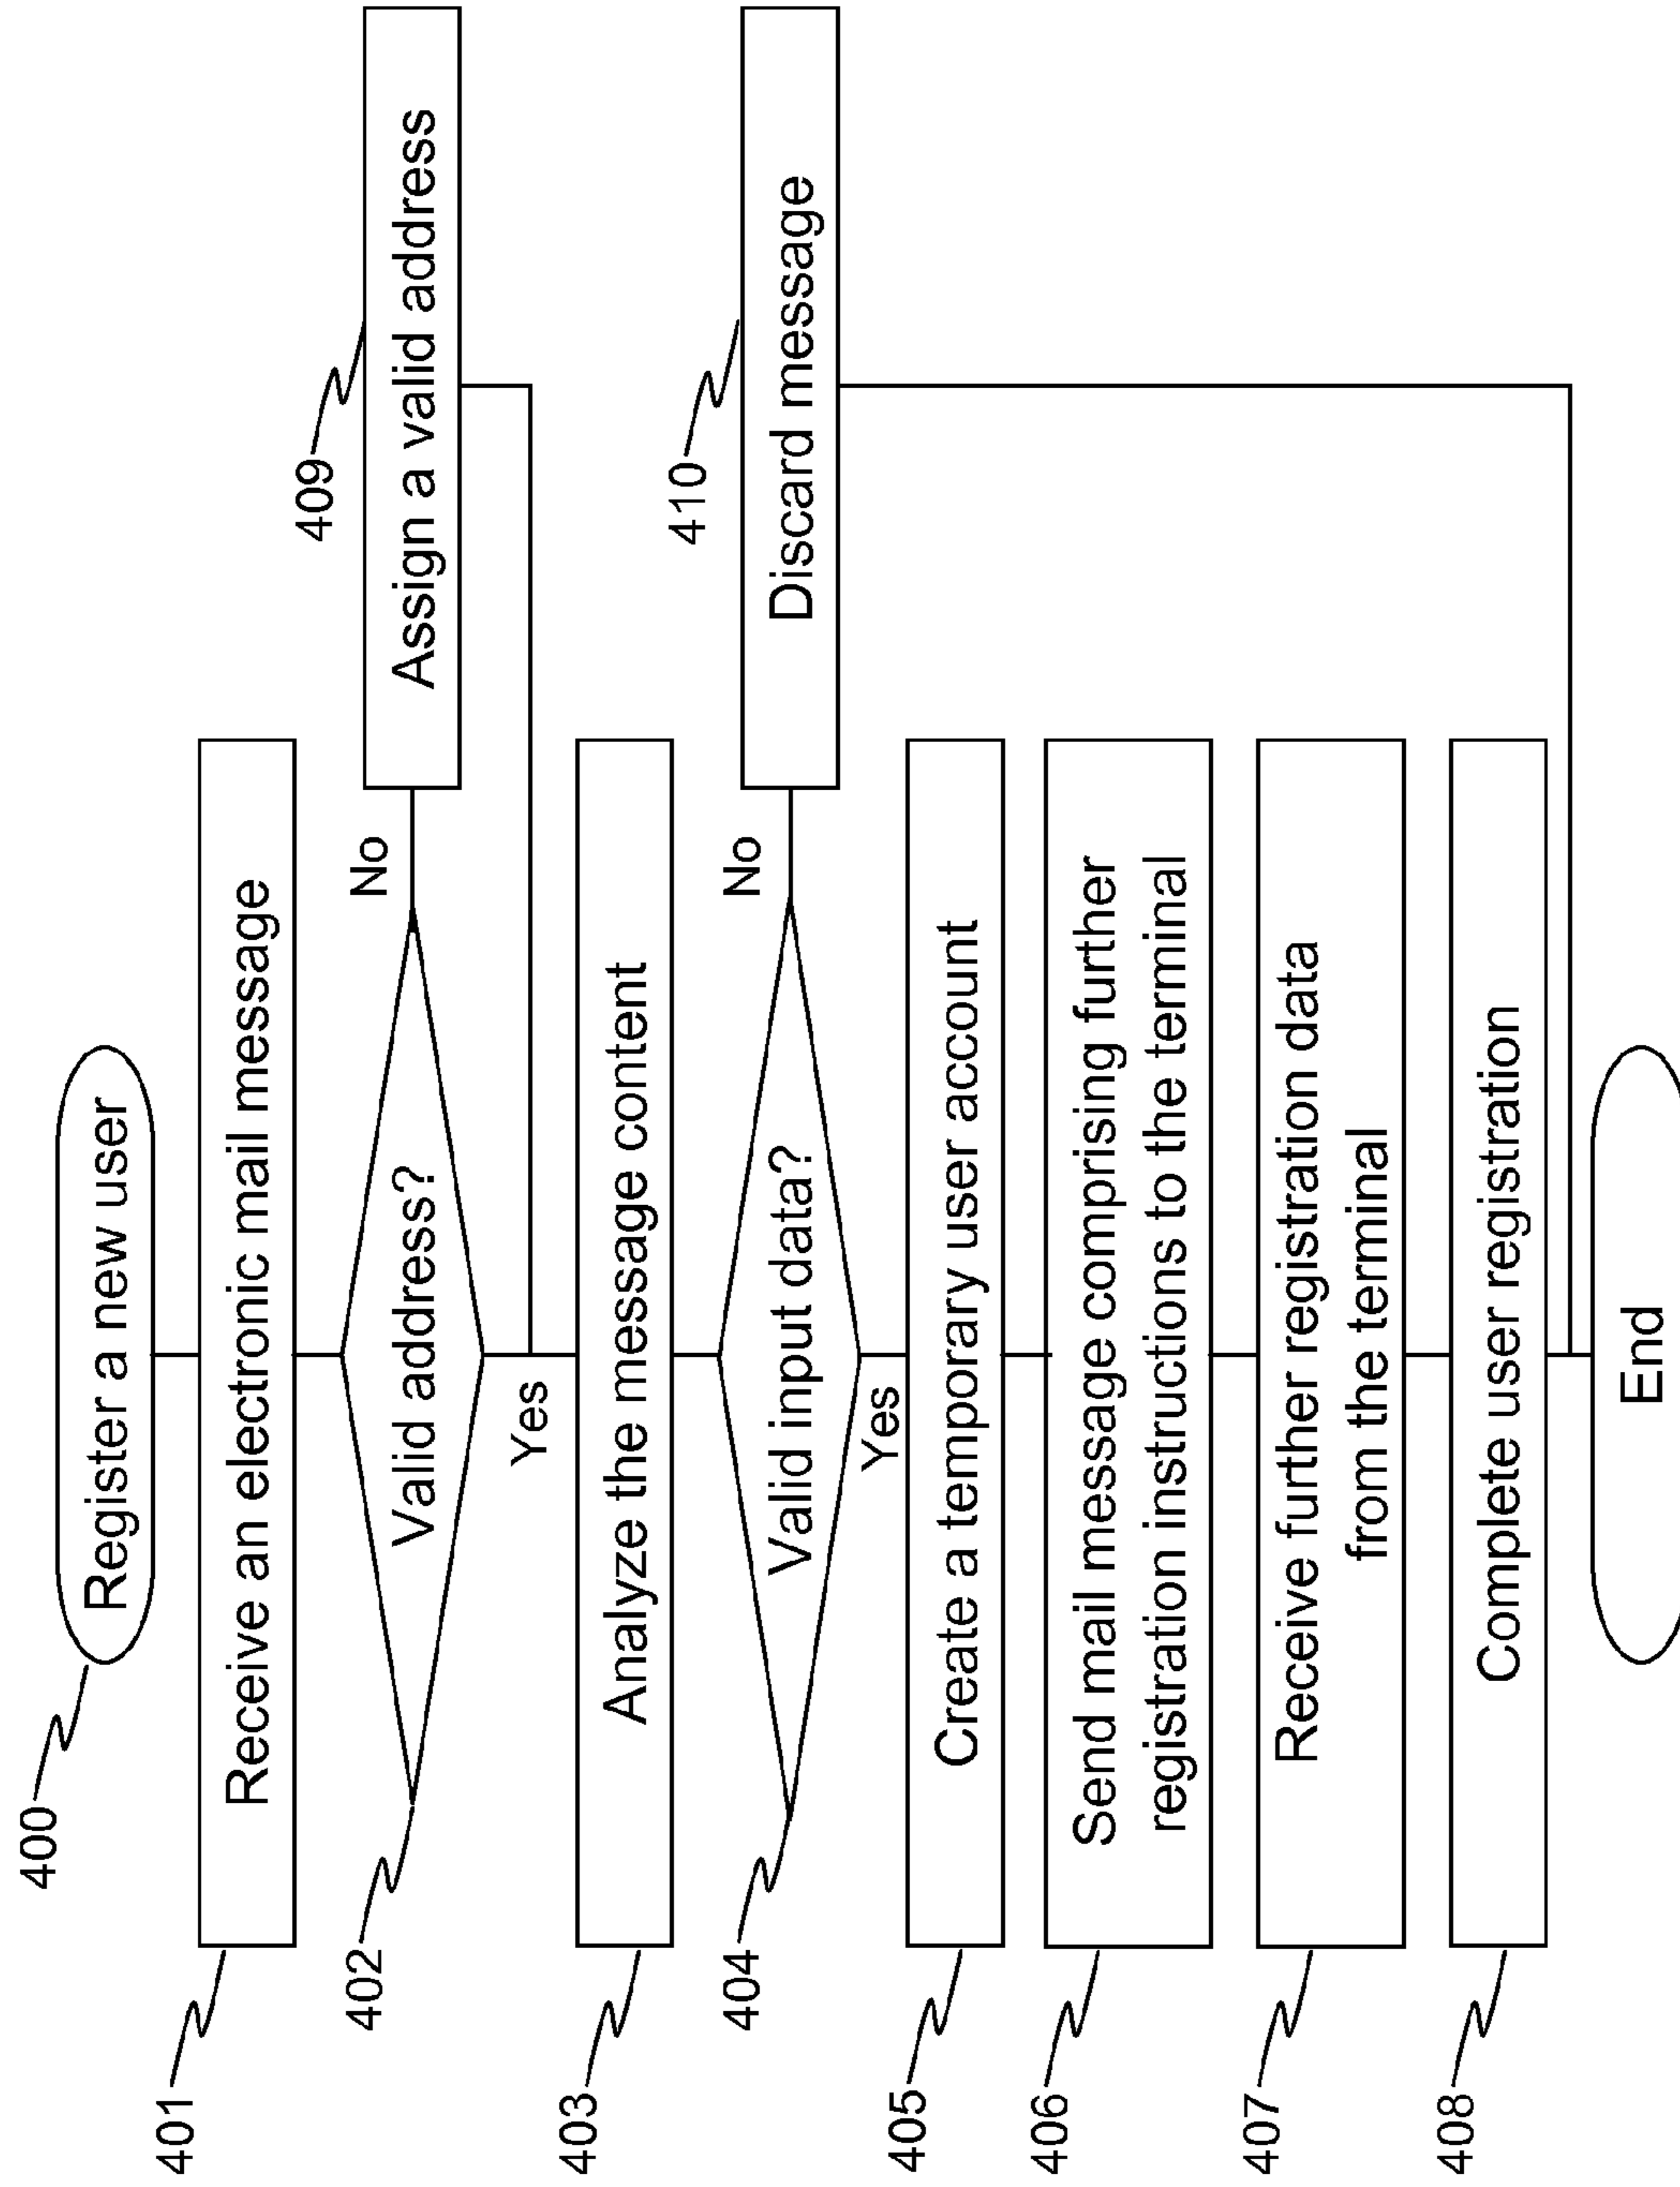 400
Register a new user
401
Receive an electronic mail message
402
Valid address?
No
409
Assign a valid address
Yes
403
Analyze the message content
404
Valid input data?
No
410
Discard message
Yes
405
Create a temporary user account
406
Send mail message comprising further
registration instructions to the terminal
407
Receive further registration data
from the terminal
408
Complete user registration
End